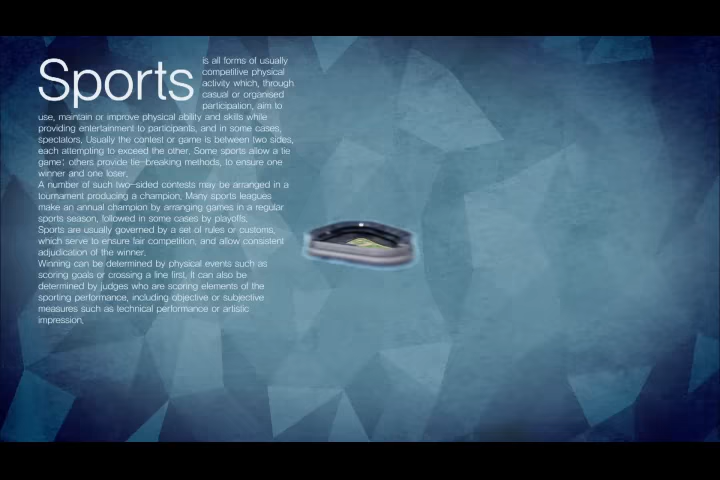 Sports is all forms of usually
competitive physical
activity which, through
casual or organised
participation, aim to
use, maintain or improve physical ability and skills while
providing entertainment to participants, and in some cases,
spectators. Usually the contest or game is between two sides,
each attempting to exceed the other. Some sports allow a tie
game; others provide tie-breaking methods, to ensure one
winner and one loser.
A number of such two-sided contests may be arranged in a
tournament producing a champion. Many sports leagues
make an annual champion by arranging games in a regular
sports season, followed in some cases by playoffs.
Sports are usually governed by a set of rules or customs,
which serve to ensure fair competition, and allow consistent
adjudication of the winner.
Winning can be determined by physical events such as
scoring goals or crossing a line first. It can also be
determined by judges who are scoring elements of the
sporting performance, including objective or subjective
measures such as technical performance or artistic
impression.